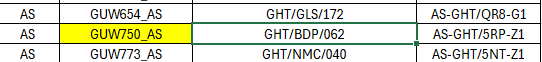 AS GUW654_AS GHT/GLS/172 AS-GHT/QR8-G1
AS GUW750_AS GHT/BDP/062 AS-GHT/5RP-Z1
AS GUW773_AS GHT/NMC/040 AS-GHT/5NT-Z1